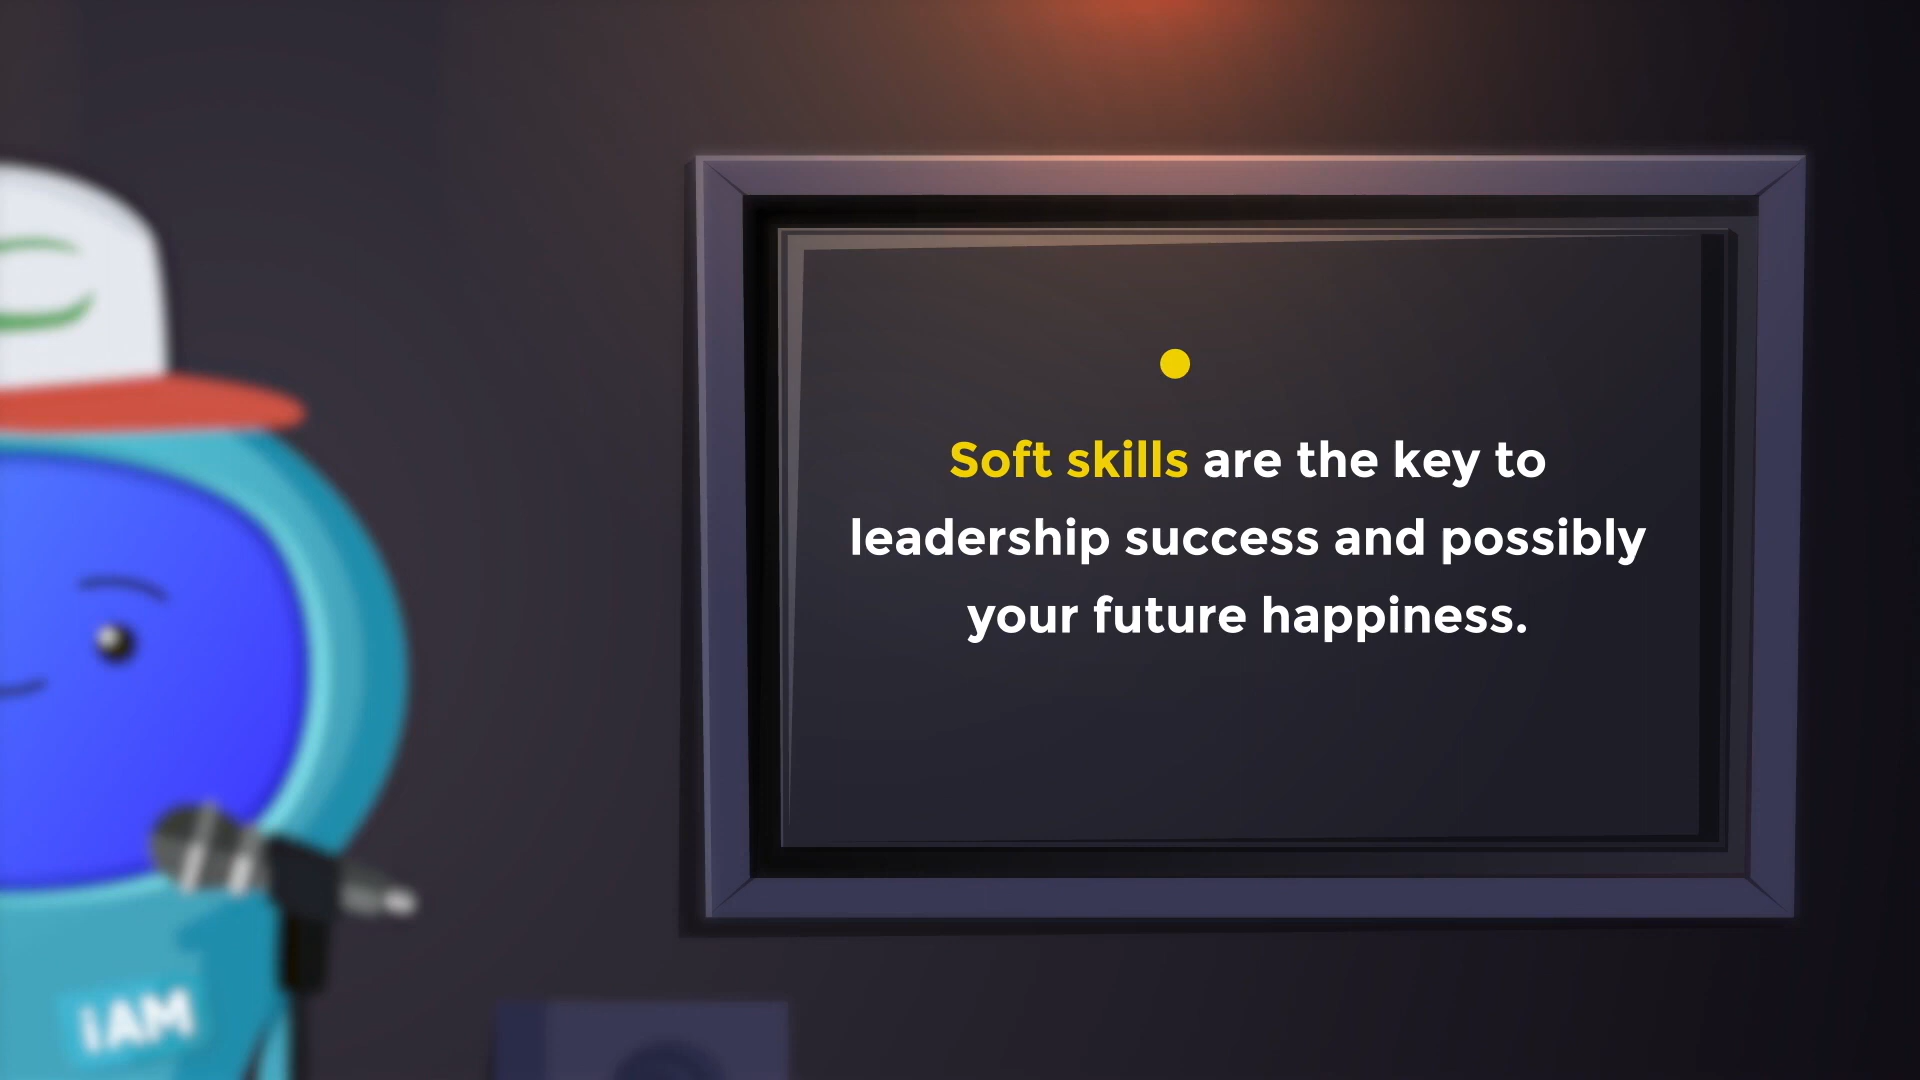 Soft skills are the key to
leadership success and possibly
your future happiness.
iAM